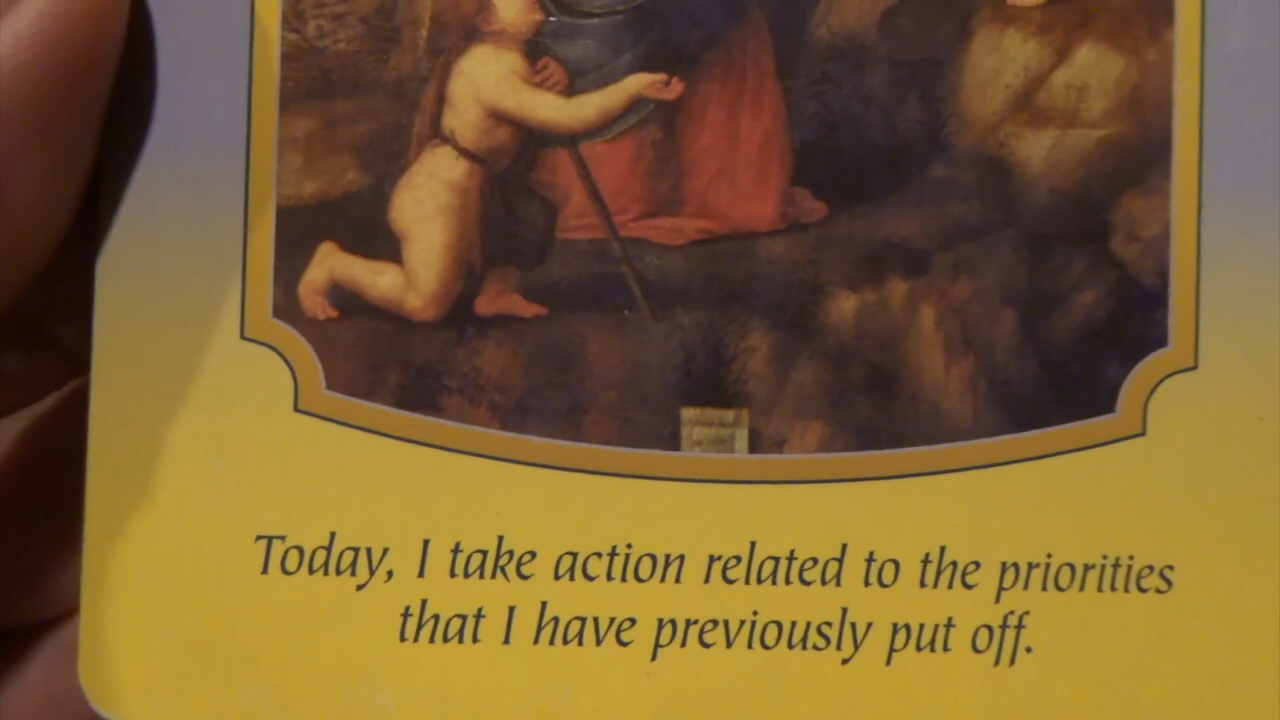 Today, I take action related to the priorities
that I have previously put off.